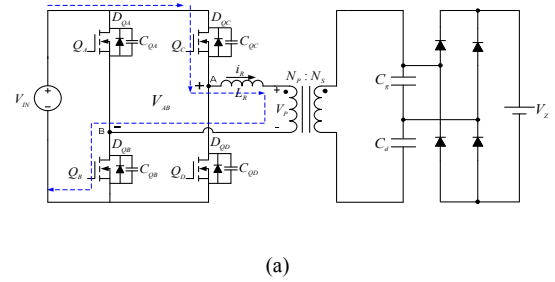 D_QA D_QC
Q_A C_QA Q_C C_QC
i_R N_P : N_S
+ A + C_g
V_IN V_AB L_R V_P V_Z
B - - C_d
D_QB D_QD
Q_B C_QB Q_D C_QD
(a)